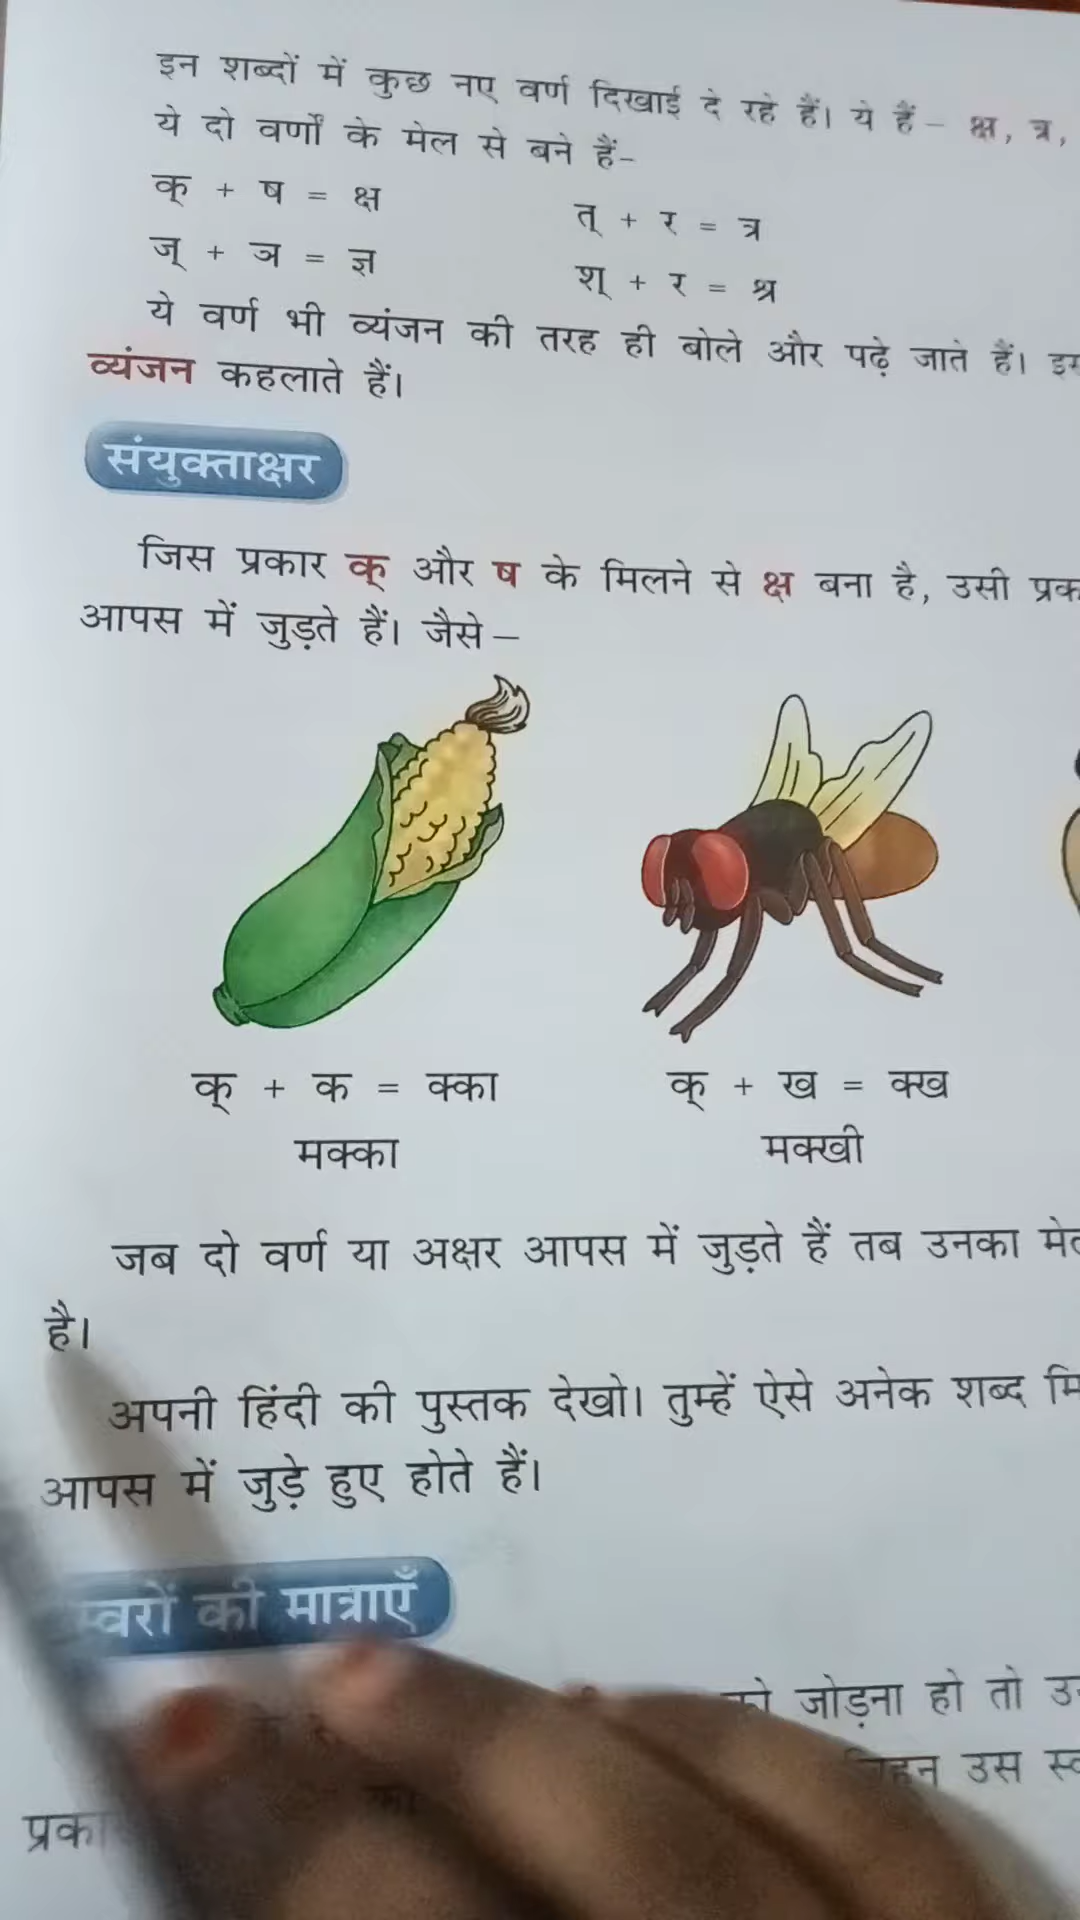 इन शब्दों में कुछ नए वर्ण दिखाई दे रहे हैं। ये हैं – क्ष, त्र,
ये दो वर्णों के मेल से बने हैं-
क् + ष = क्ष त् + र = त्र
ज् + ञ = ज्ञ श् + र = श्र
ये वर्ण भी व्यंजन की तरह ही बोले और पढ़े जाते हैं।
व्यंजन कहलाते हैं।
संयुक्ताक्षर
जिस प्रकार क् और ष के मिलने से क्ष बना है, उसी
आपस में जुड़ते हैं। जैसे –
क् + क = क्का क् + ख = क्ख
मक्का मक्खी
जब दो वर्ण या अक्षर आपस में जुड़ते हैं तब उनका
है।
अपनी हिंदी की पुस्तक देखो। तुम्हें ऐसे अनेक शब्द
आपस में जुड़े हुए होते हैं।
स्वरों की मात्राएँ
जोड़ना हो तो
उस